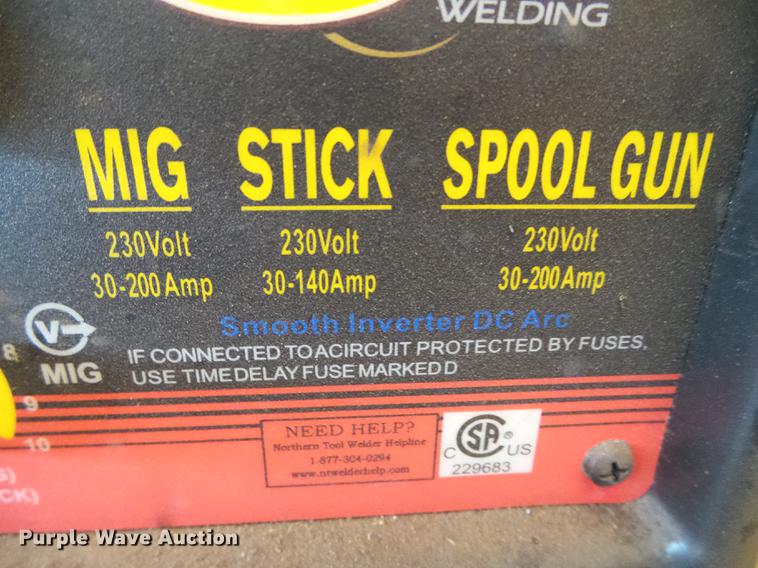 WELDING
MIG STICK SPOOL GUN
230Volt 230Volt 230Volt
30-200Amp 30-140Amp 30-200Amp
Smooth Inverter DC Arc
V
8
MIG
IF CONNECTED TO A CIRCUIT PROTECTED BY FUSES,
USE TIME DELAY FUSE MARKED D
9
10
NEED HELP?
Northern Tool Welder Helpline
1-877-304-0294
www.ntwelderhelp.com
C SA ® US
229683
Purple Wave Auction